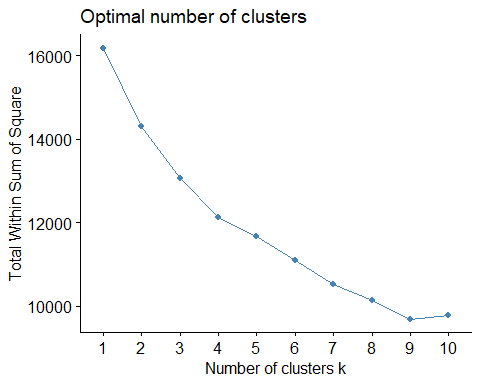 Optimal number of clusters
Total Within Sum of Square
16000
14000
12000
10000
1 2 3 4 5 6 7 8 9 10
Number of clusters k